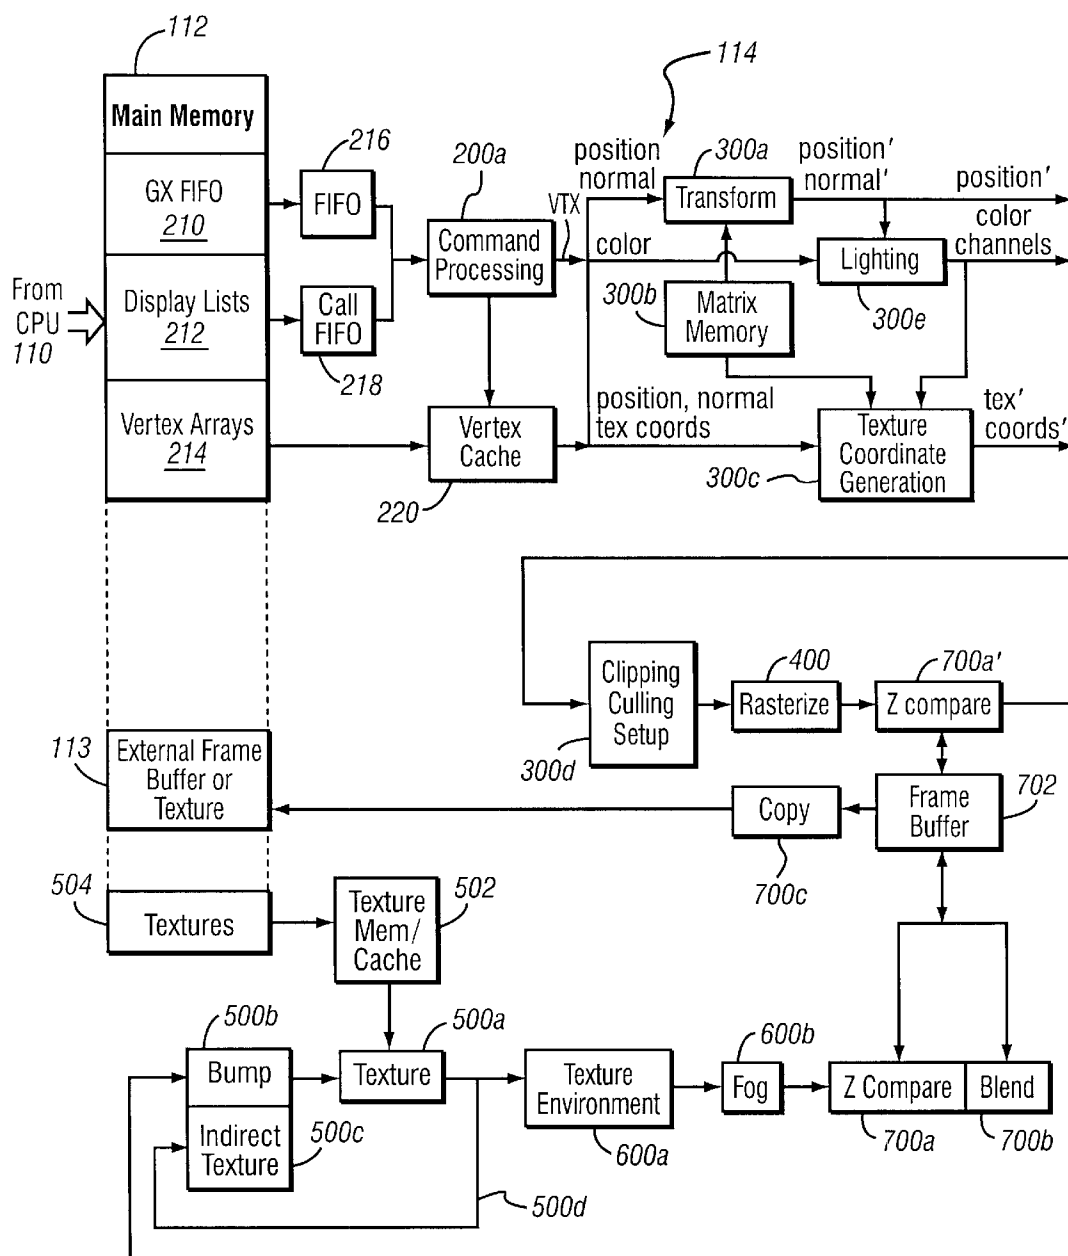 112
114
Main Memory
216
200a
position
normal
300a
position'
normal'
position'
GX FIFO
210
FIFO
VTX
Transform
Command
Processing
color
color
channels
Lighting
From
CPU
110
Display Lists
212
Call
FIFO
218
300b
Matrix
Memory
300e
Vertex Arrays
214
Vertex
Cache
220
position, normal
tex coords
Texture
Coordinate
Generation
300c
tex'
coords'
Clipping
Culling
Setup
300d
400
Rasterize
700a'
Z compare
113
External Frame
Buffer or
Texture
Copy
700c
Frame
Buffer
702
504
Textures
Texture
Mem/
Cache
502
500b
Bump
500a
Texture
Texture
Environment
600a
600b
Fog
Z Compare
Blend
700a
700b
Indirect
Texture
500c
500d